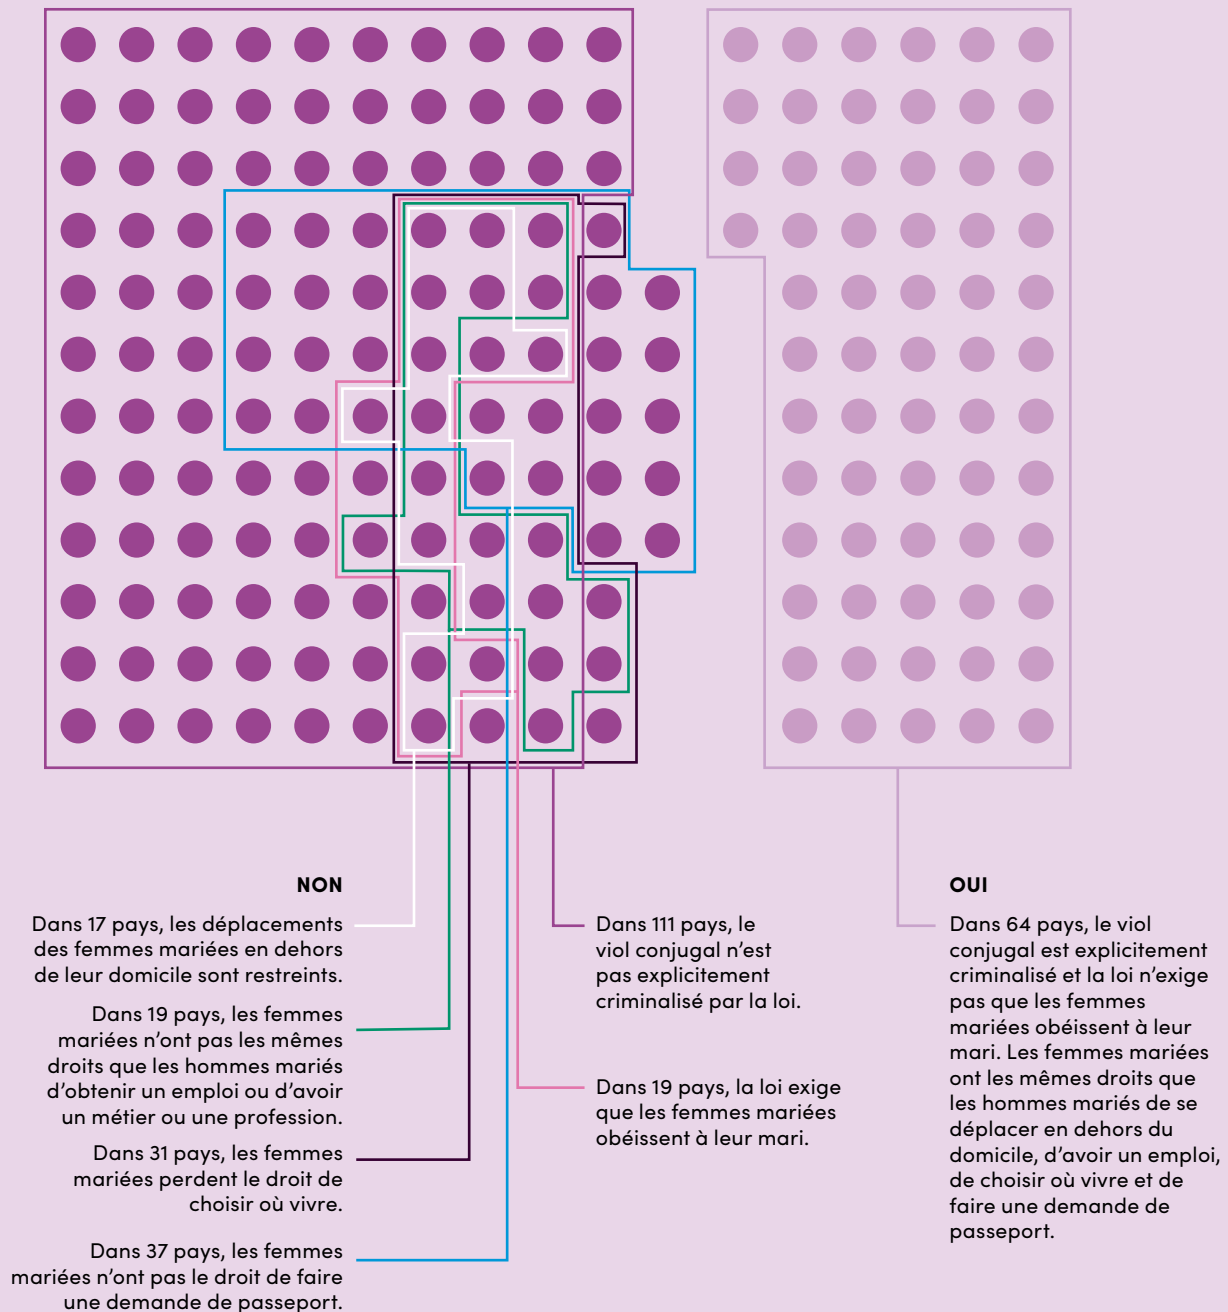 NON
Dans 17 pays, les déplacements
des femmes mariées en dehors
de leur domicile sont restreints.
Dans 19 pays, les femmes
mariées n'ont pas les mêmes
droits que les hommes mariés
d'obtenir un emploi ou d'avoir
un métier ou une profession.
Dans 31 pays, les femmes
mariées perdent le droit de
choisir où vivre.
Dans 37 pays, les femmes
mariées n'ont pas le droit de faire
une demande de passeport.
Dans 111 pays, le
viol conjugal n'est
pas explicitement
criminalisé par la loi.
Dans 19 pays, la loi exige
que les femmes mariées
obéissent à leur mari.
OUI
Dans 64 pays, le viol
conjugal est explicitement
criminalisé et la loi n'exige
pas que les femmes
mariées obéissent à leur
mari. Les femmes mariées
ont les mêmes droits que
les hommes mariés de se
déplacer en dehors du
domicile, d'avoir un emploi,
de choisir où vivre et de
faire une demande de
passeport.